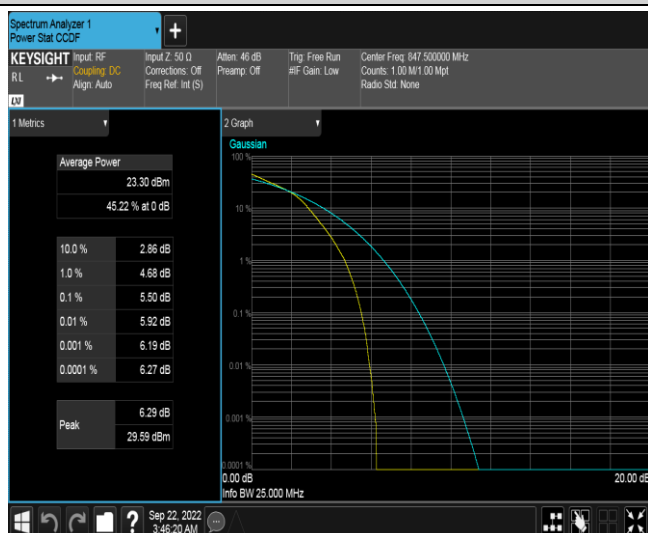 Spectrum Analyzer 1
Power Stat CCDF
+
KEYSIGHT
RL
LXI
Input: RF
Coupling: DC
Align: Auto
Input Z: 50 Ω
Corrections: Off
Freq Ref: Int (S)
Atten: 46 dB
Preamp: Off
Trig: Free Run
#IF Gain: Low
Center Freq: 847.500000 MHz
Counts: 1.00 M/1.00 Mpt
Radio Std: None
1 Metrics
Average Power
23.30 dBm
45.22 % at 0 dB
10.0 % 2.86 dB
1.0 % 4.68 dB
0.1 % 5.50 dB
0.01 % 5.92 dB
0.001 % 6.19 dB
0.0001 % 6.27 dB
Peak
6.29 dB
29.59 dBm
2 Graph
Gaussian
100 %
10 %
1 %
0.1 %
0.01 %
0.001 %
0.0001 %
0.00 dB
20.00 dB
Info BW 25.000 MHz
?
Sep 22, 2022
3:46:20 AM